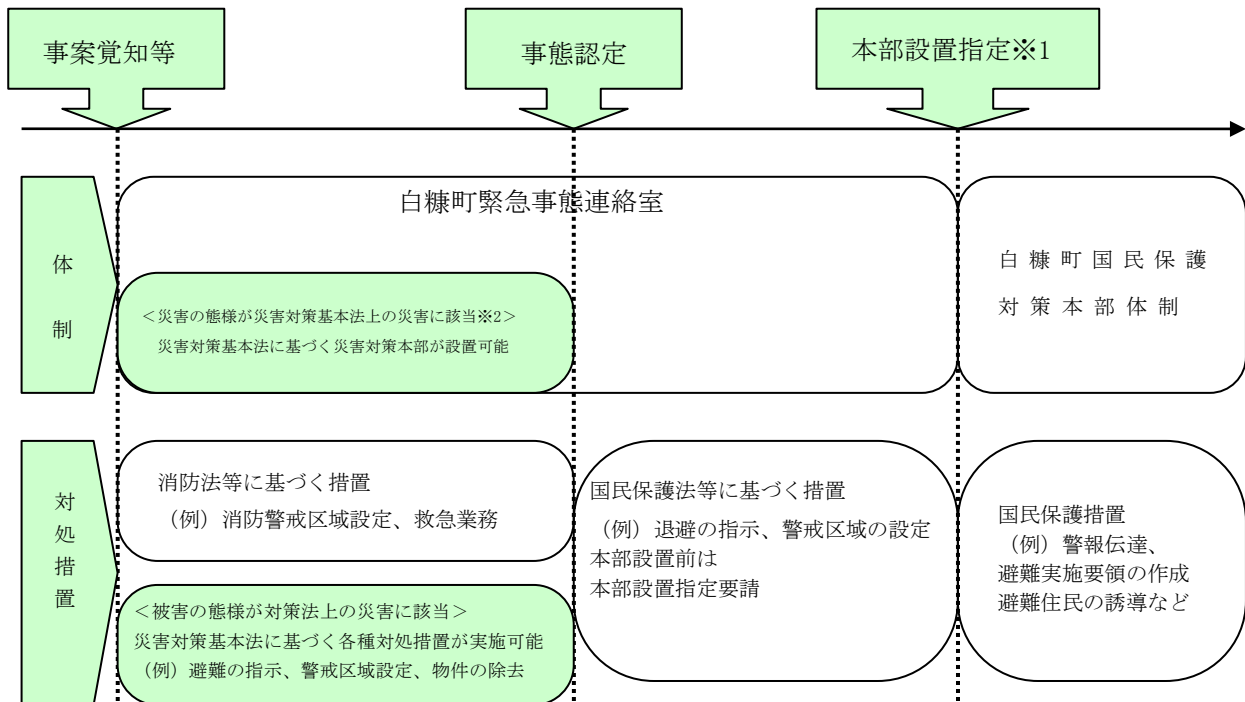 事案覚知等
事態認定
本部設置指定※1
体制
白糠町緊急事態連絡室
<災害の態様が災害対策基本法上の災害に該当※2>
災害対策基本法に基づく災害対策本部が設置可能
白糠町国民保護
対策本部体制
対処措置
消防法等に基づく措置
（例）消防警戒区域設定、救急業務
<被害の態様が対策法上の災害に該当>
災害対策基本法に基づく各種対処措置が実施可能
（例）避難の指示、警戒区域設定、物件の除去
国民保護法等に基づく措置
（例）退避の指示、警戒区域の設定
本部設置前は
本部設置指定要請
国民保護措置
（例）警報伝達、
避難実施要領の作成
避難住民の誘導など